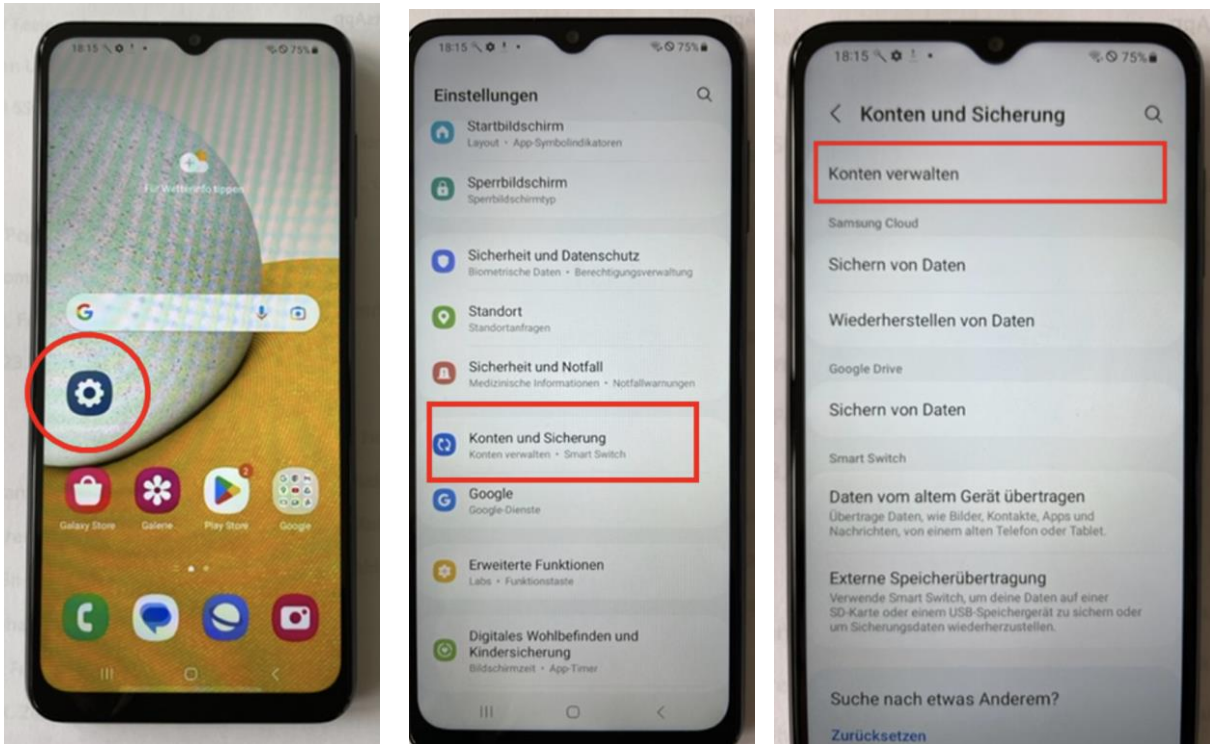 18:15
75%
Für Wetterinfo tippen
G
2
Galaxy Store
Galerie
Play Store
Google
18:15
75%
Einstellungen
Startbildschirm
Layout • App-Symbolindikatoren
Sperrbildschirm
Sperrbildschirmtyp
Sicherheit und Datenschutz
Biometrische Daten • Berechtigungsverwaltung
Standort
Standortanfragen
Sicherheit und Notfall
Medizinische Informationen • Notfallwarnungen
Konten und Sicherung
Konten verwalten • Smart Switch
G
Google
Google-Dienste
Erweiterte Funktionen
Labs • Funktionstaste
Digitales Wohlbefinden und
Kindersicherung
Bildschirmzeit • App-Timer
18:15
75%
Konten und Sicherung
Konten verwalten
Samsung Cloud
Sichern von Daten
Wiederherstellen von Daten
Google Drive
Sichern von Daten
Smart Switch
Daten vom altem Gerät übertragen
Übertrage Daten, wie Bilder, Kontakte, Apps und
Nachrichten, von einem alten Telefon oder Tablet.
Externe Speicherübertragung
Verwende Smart Switch, um deine Daten auf einer
SD-Karte oder einem USB-Speichergerät zu sichern oder
um Sicherungsdaten wiederherzustellen.
Suche nach etwas Anderem?
Zurücksetzen